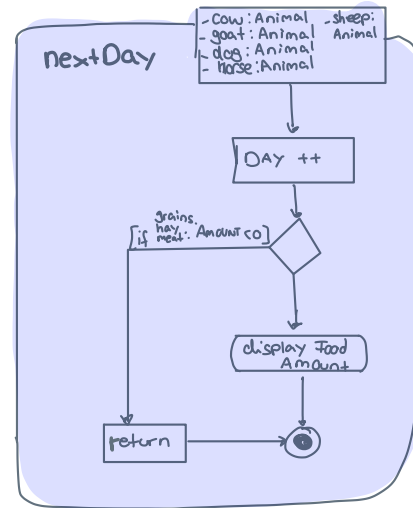 - cow: Animal - sheep: Animal
- goat: Animal
- dog: Animal
- horse: Animal
nextDay
DAY ++
[if grains, hay, meat: AMOUNT <0]
display Food
Amount
return